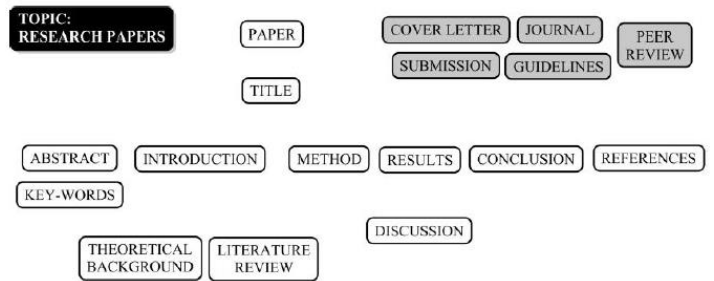 TOPIC:
RESEARCH PAPERS
PAPER
COVER LETTER
JOURNAL
PEER
REVIEW
SUBMISSION
GUIDELINES
TITLE
ABSTRACT
INTRODUCTION
METHOD
RESULTS
CONCLUSION
REFERENCES
KEY-WORDS
DISCUSSION
THEORETICAL
BACKGROUND
LITERATURE
REVIEW